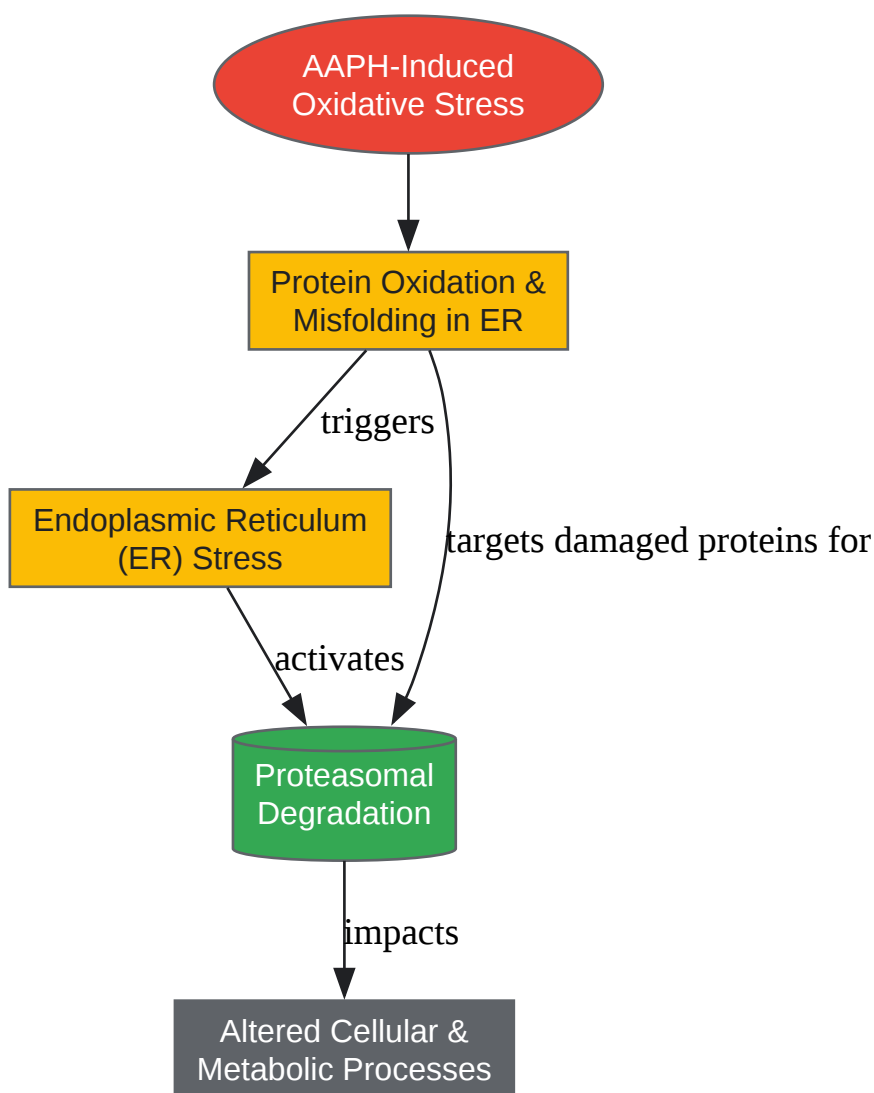 AAPH-Induced
Oxidative Stress
Protein Oxidation &
Misfolding in ER
triggers
Endoplasmic Reticulum
(ER) Stress
targets damaged proteins for
activates
Proteasomal
Degradation
impacts
Altered Cellular &
Metabolic Processes